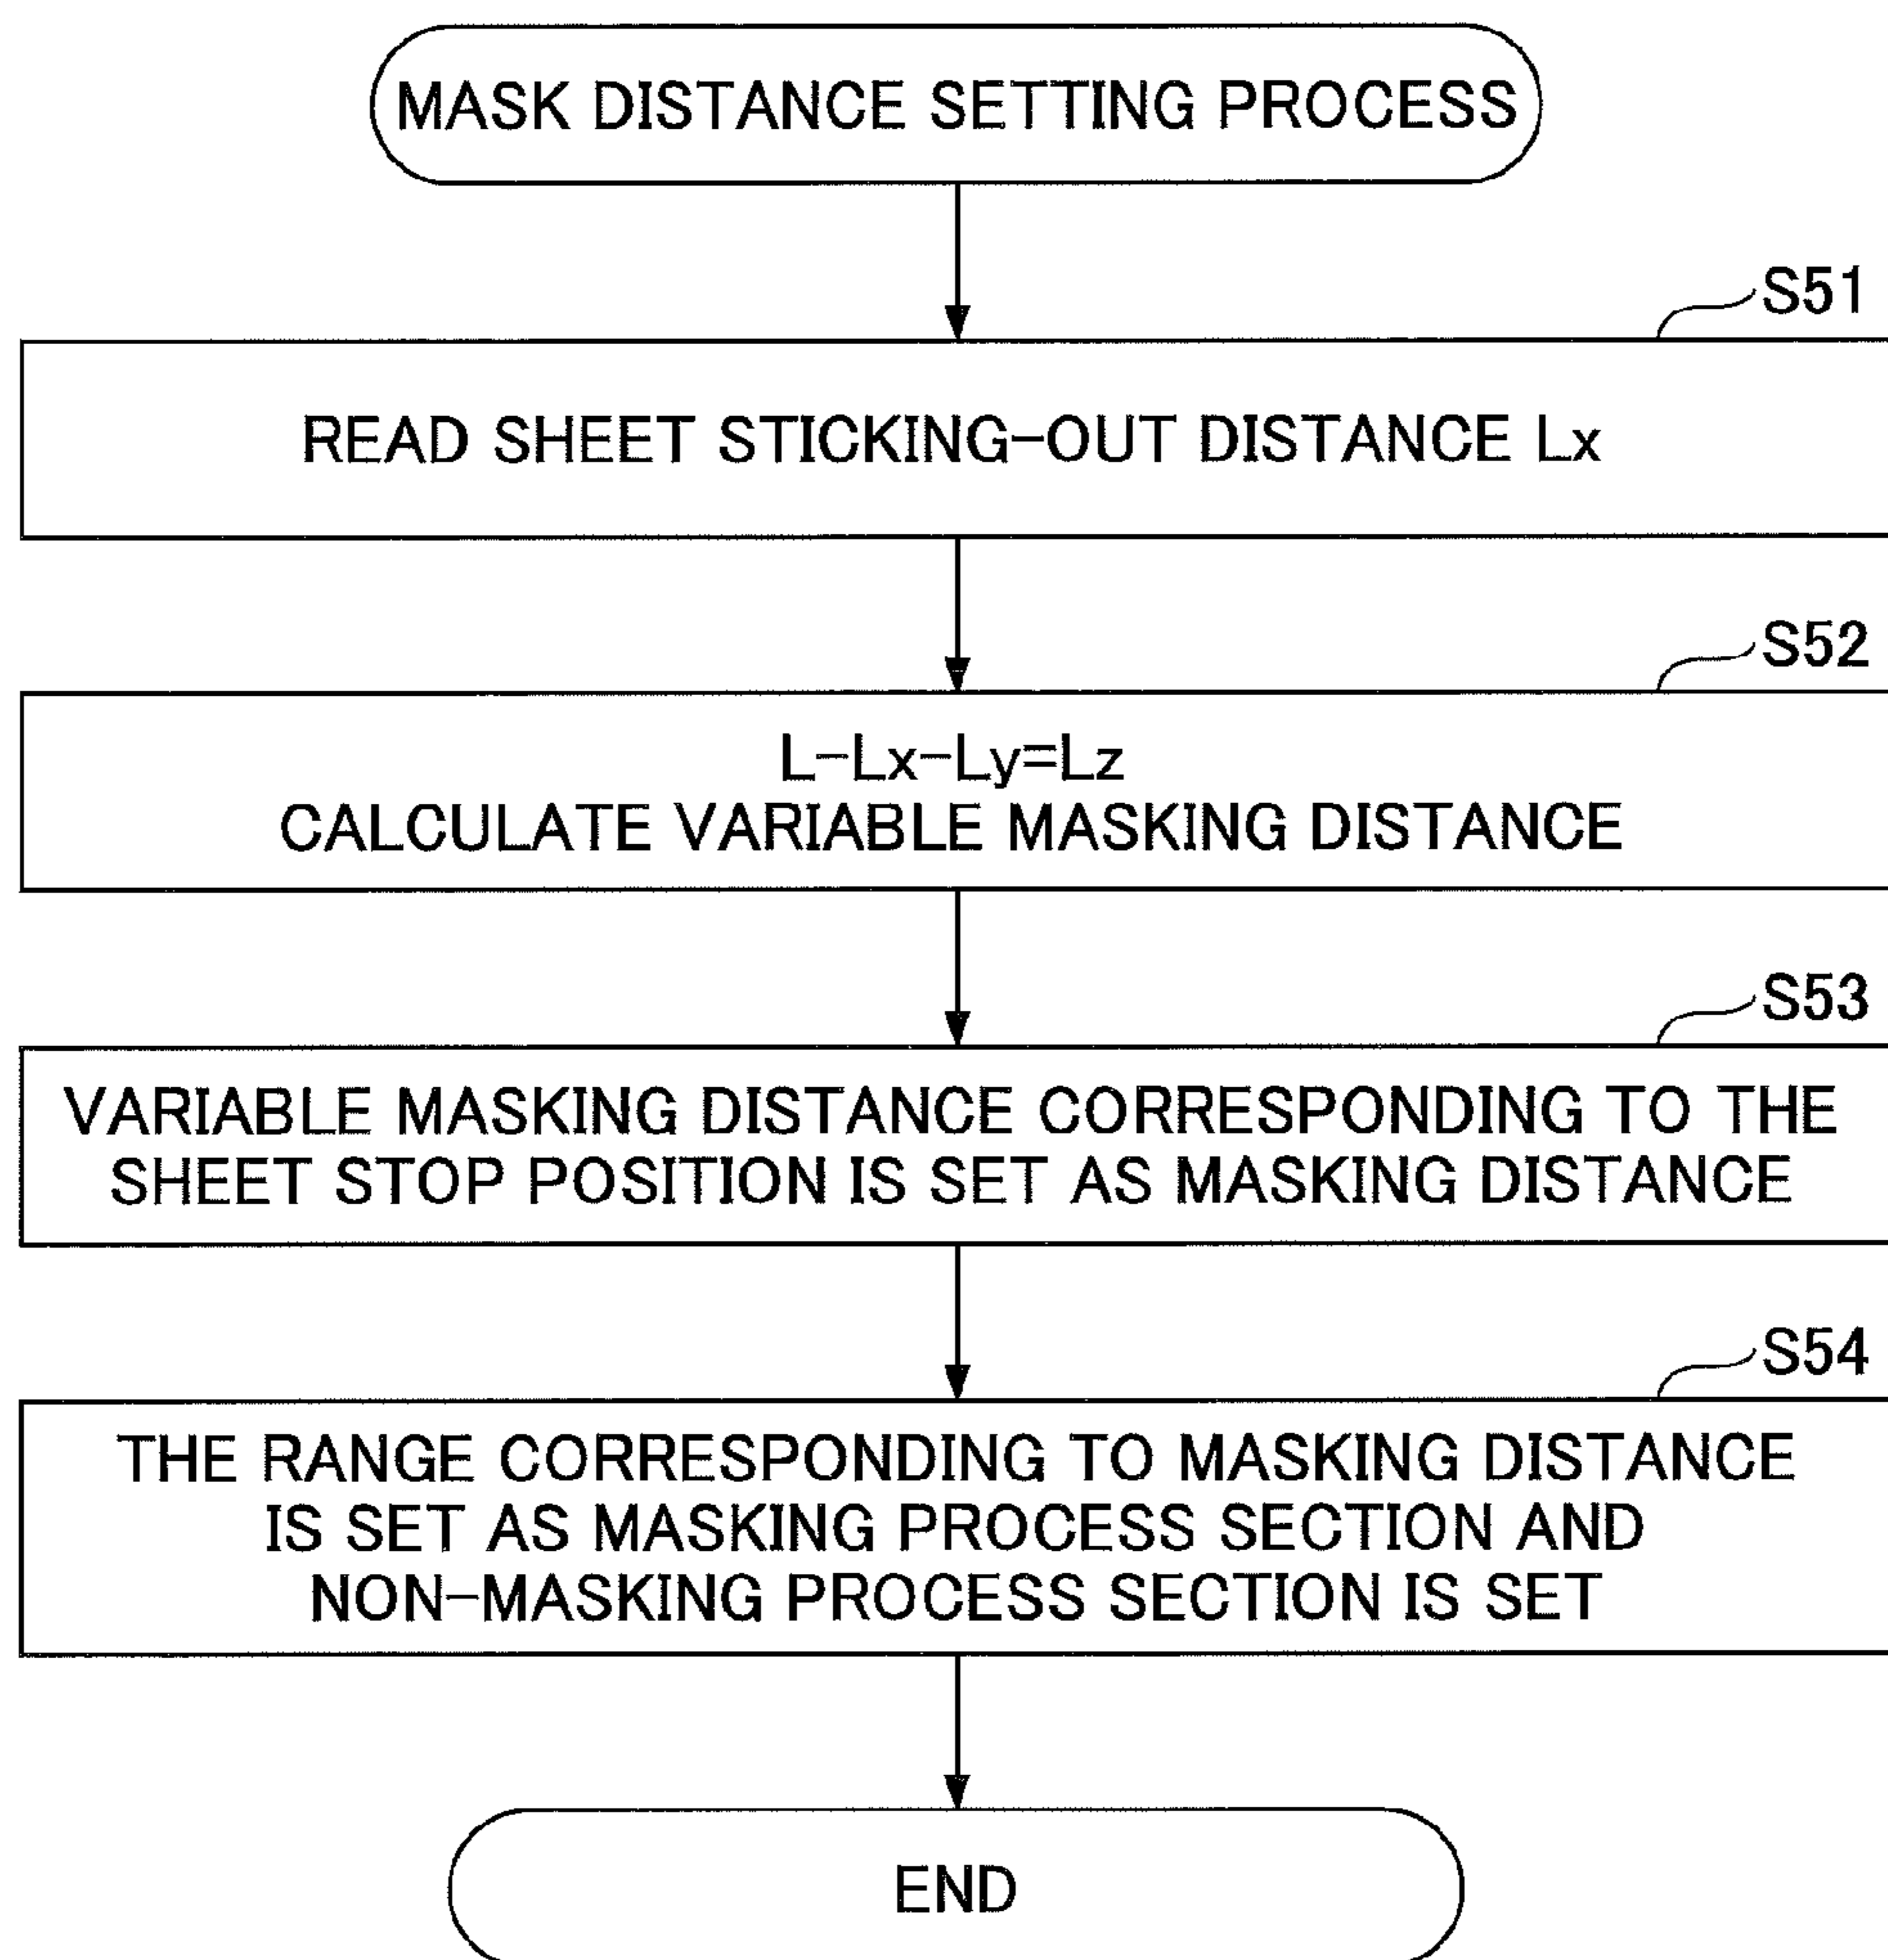 MASK DISTANCE SETTING PROCESS
S51
READ SHEET STICKING-OUT DISTANCE Lx
S52
L-Lx-Ly=Lz
CALCULATE VARIABLE MASKING DISTANCE
S53
VARIABLE MASKING DISTANCE CORRESPONDING TO THE
SHEET STOP POSITION IS SET AS MASKING DISTANCE
S54
THE RANGE CORRESPONDING TO MASKING DISTANCE
IS SET AS MASKING PROCESS SECTION AND
NON-MASKING PROCESS SECTION IS SET
END